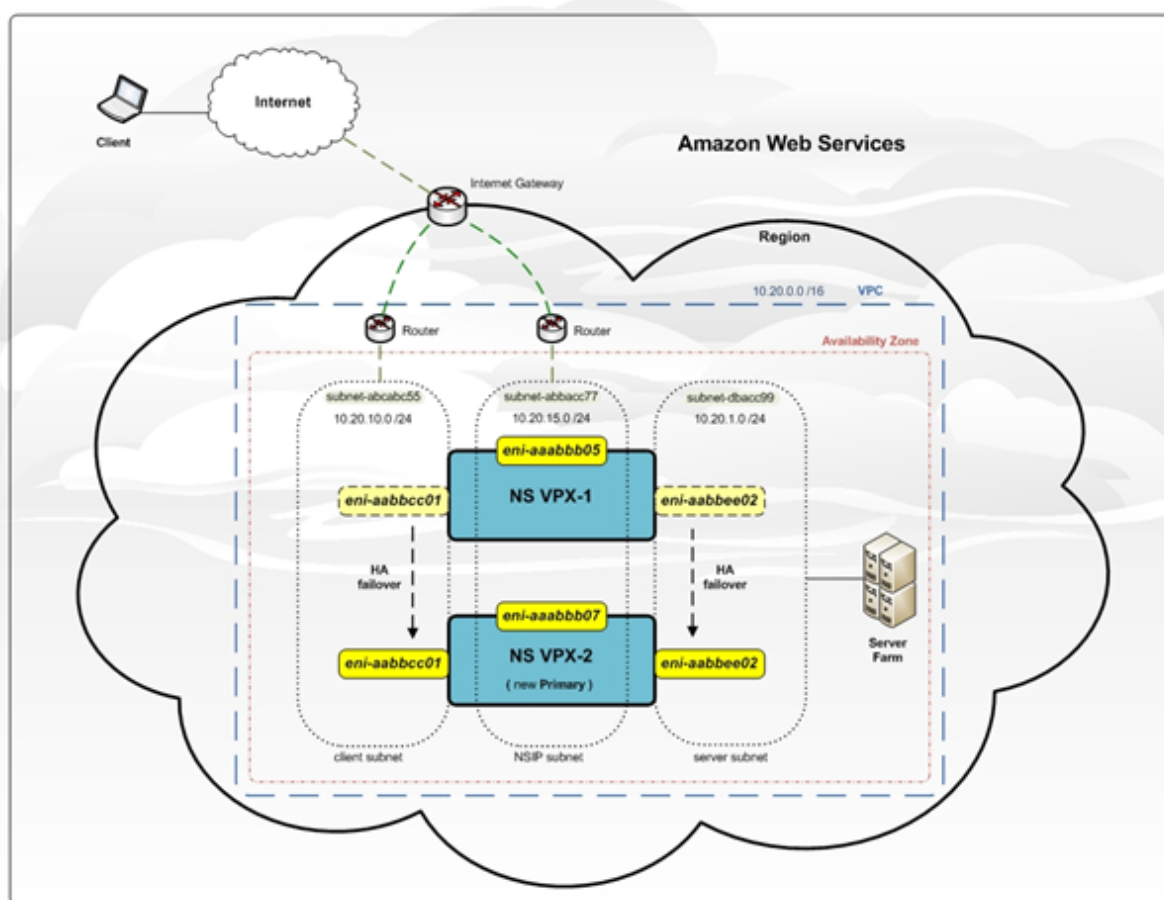 Internet
Client
Amazon Web Services
Internet Gateway
Region
10.20.0.0 /16 VPC
Router
Router
Availability Zone
subnet-abcabc55
10.20.10.0 /24
subnet-abbacc77
10.20.15.0 /24
subnet-dbacc99
10.20.1.0 /24
eni-aaabbb05
NS VPX-1
eni-aabbcc01
eni-aabbee02
HA
failover
HA
failover
eni-aaabbb07
NS VPX-2
( new Primary )
eni-aabbcc01
eni-aabbee02
Server
Farm
client subnet
NSIP subnet
server subnet